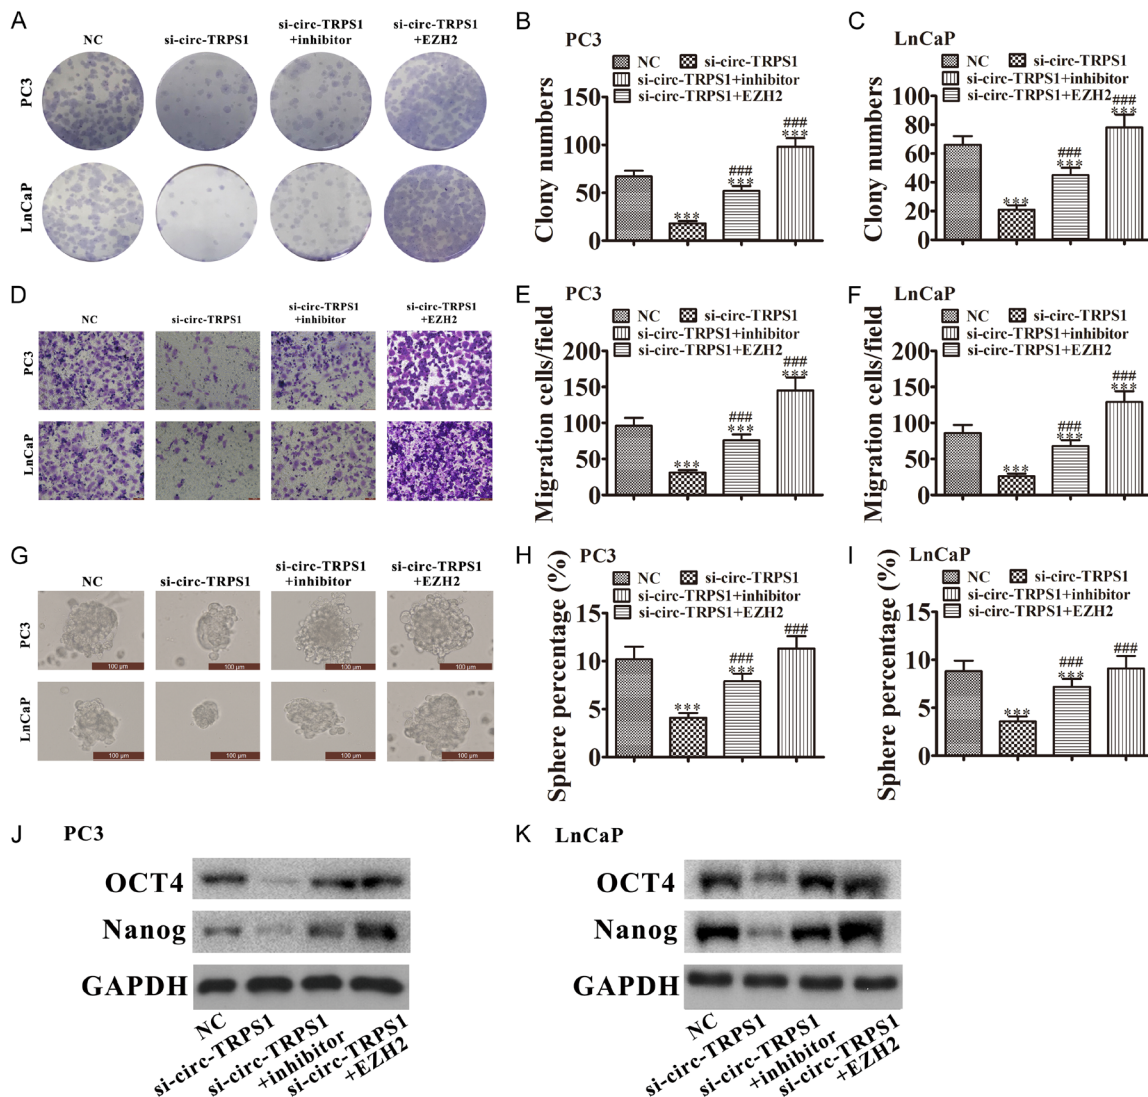 A
NC
si-circ-TRPS1
si-circ-TRPS1
+inhibitor
si-circ-TRPS1
+EZH2
PC3
LnCaP
B
PC3
NC
si-circ-TRPS1
si-circ-TRPS1+inhibitor
si-circ-TRPS1+EZH2
Clony numbers
150
100
50
0
***
###
***
###
***
C
LnCaP
NC
si-circ-TRPS1
si-circ-TRPS1+inhibitor
si-circ-TRPS1+EZH2
Clony numbers
100
80
60
40
20
0
***
###
***
###
***
D
NC
si-circ-TRPS1
si-circ-TRPS1
+inhibitor
si-circ-TRPS1
+EZH2
PC3
LnCaP
E
PC3
NC
si-circ-TRPS1
si-circ-TRPS1+inhibitor
si-circ-TRPS1+EZH2
Migration cells/field
200
150
100
50
0
***
###
***
###
***
F
LnCaP
NC
si-circ-TRPS1
si-circ-TRPS1+inhibitor
si-circ-TRPS1+EZH2
Migration cells/field
200
150
100
50
0
***
###
***
###
***
G
NC
si-circ-TRPS1
si-circ-TRPS1
+inhibitor
si-circ-TRPS1
+EZH2
PC3
100 μm
100 μm
100 μm
100 μm
LnCaP
100 μm
100 μm
100 μm
100 μm
H
PC3
NC
si-circ-TRPS1
si-circ-TRPS1+inhibitor
si-circ-TRPS1+EZH2
Sphere percentage (%)
15
10
5
0
***
###
***
###
I
LnCaP
NC
si-circ-TRPS1
si-circ-TRPS1+inhibitor
si-circ-TRPS1+EZH2
Sphere percentage (%)
15
10
5
0
***
###
***
###
J
PC3
OCT4
Nanog
GAPDH
NC
si-circ-TRPS1
si-circ-TRPS1
+inhibitor
si-circ-TRPS1
+EZH2
K
LnCaP
OCT4
Nanog
GAPDH
NC
si-circ-TRPS1
si-circ-TRPS1
+inhibitor
si-circ-TRPS1
+EZH2